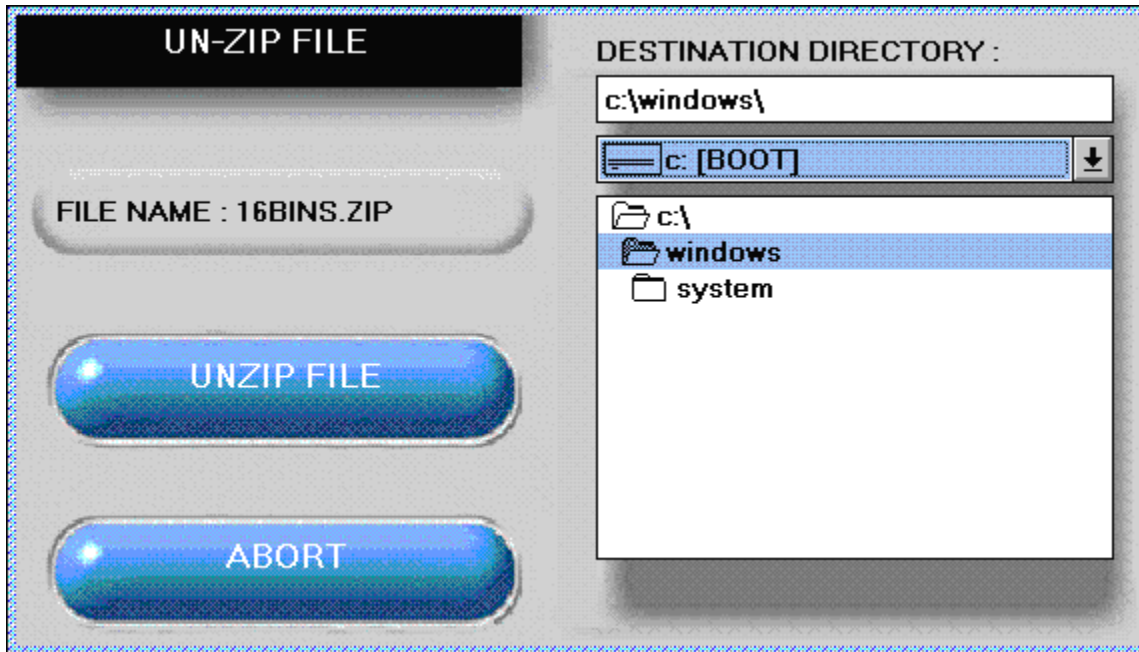 UN-ZIP FILE
FILE NAME : 16BINS.ZIP
UNZIP FILE
ABORT
DESTINATION DIRECTORY :
c:\windows\
c: [BOOT]
c:\
windows
system